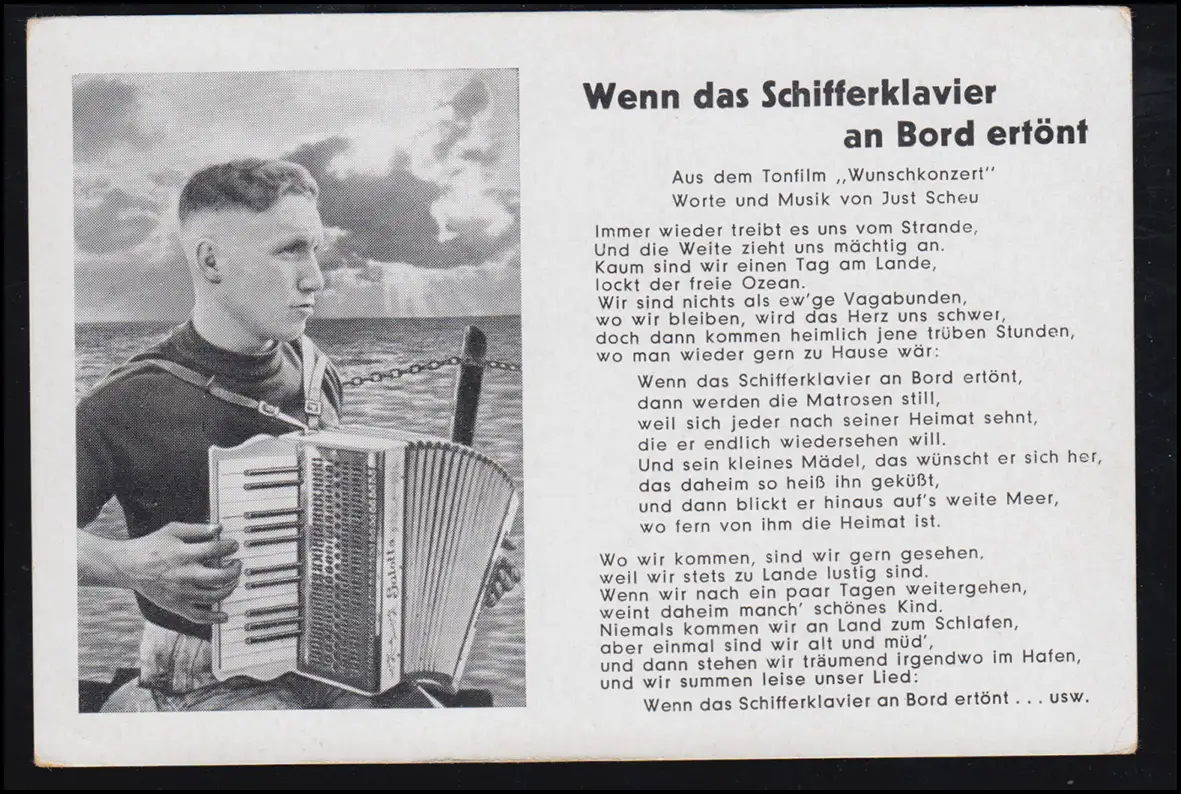 Wenn das Schifferklavier
an Bord ertönt
Aus dem Tonfilm „Wunschkonzert"
Worte und Musik von Just Scheu
Immer wieder treibt es uns vom Strande,
Und die Weite zieht uns mächtig an.
Kaum sind wir einen Tag am Lande,
lockt der freie Ozean.
Wir sind nichts als ew'ge Vagabunden,
wo wir bleiben, wird das Herz uns schwer,
doch dann kommen heimlich jene trüben Stunden,
wo man wieder gern zu Hause wär:
Wenn das Schifferklavier an Bord ertönt,
dann werden die Matrosen still,
weil sich jeder nach seiner Heimat sehnt,
die er endlich wiedersehen will.
Und sein kleines Mädel, das wünscht er sich her,
das daheim so heiß ihn geküßt,
und dann blickt er hinaus auf's weite Meer,
wo fern von ihm die Heimat ist.
Wo wir kommen, sind wir gern gesehen,
weil wir stets zu Lande lustig sind.
Wenn wir nach ein paar Tagen weitergehen,
weint daheim manch' schönes Kind.
Niemals kommen wir an Land zum Schlafen,
aber einmal sind wir alt und müd',
und dann stehen wir träumend irgendwo im Hafen,
und wir summen leise unser Lied:
Wenn das Schifferklavier an Bord ertönt . . . usw.